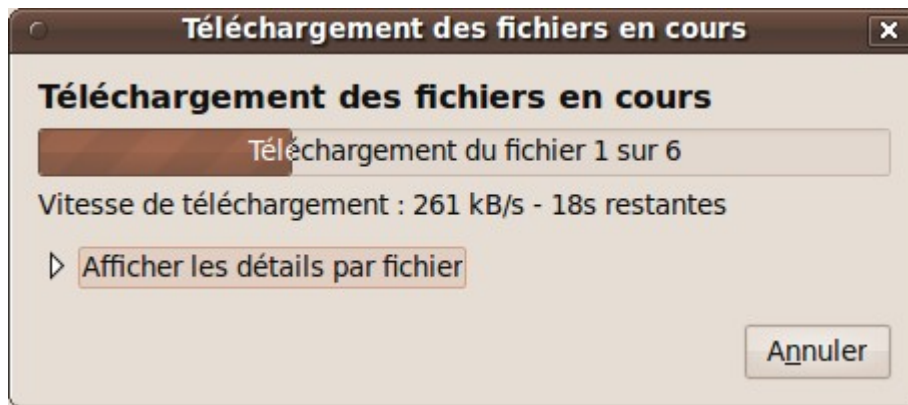 Téléchargement des fichiers en cours
Téléchargement des fichiers en cours
Téléchargement du fichier 1 sur 6
Vitesse de téléchargement : 261 kB/s - 18s restantes
Afficher les détails par fichier
Annuler